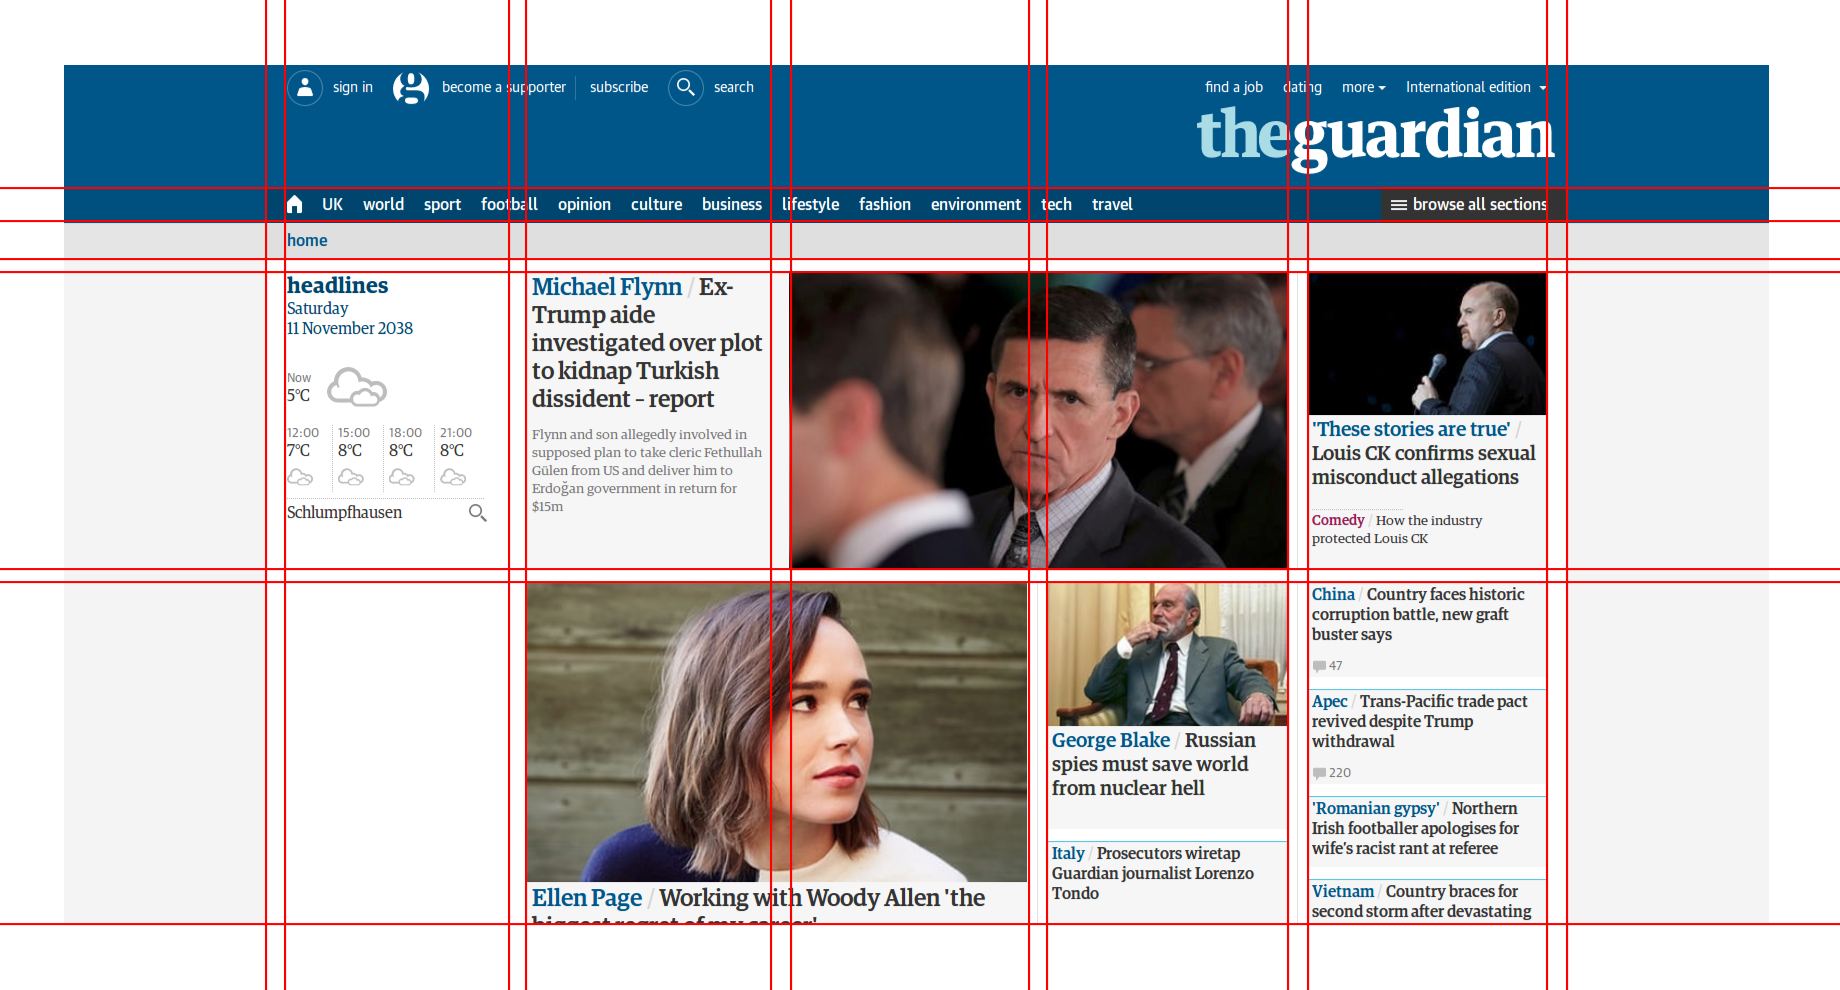 sign in
become a supporter
subscribe
search
find a job
dating
more
International edition
theguardian
UK world sport football opinion culture business lifestyle fashion environment tech travel
browse all sections
home
headlines
Saturday
11 November 2038
Now
5°C
12:00 15:00 18:00 21:00
7°C 8°C 8°C 8°C
Schlumpfhausen
Michael Flynn / Ex-
Trump aide
investigated over plot
to kidnap Turkish
dissident - report
Flynn and son allegedly involved in
supposed plan to take cleric Fethullah
Gülen from US and deliver him to
Erdoğan government in return for
$15m
'These stories are true' /
Louis CK confirms sexual
misconduct allegations
Comedy / How the industry
protected Louis CK
Ellen Page / Working with Woody Allen 'the
biggest regret of my career'
George Blake / Russian
spies must save world
from nuclear hell
Italy / Prosecutors wiretap
Guardian journalist Lorenzo
Tondo
China / Country faces historic
corruption battle, new graft
buster says
47
Apec / Trans-Pacific trade pact
revived despite Trump
withdrawal
220
'Romanian gypsy' / Northern
Irish footballer apologises for
wife's racist rant at referee
Vietnam / Country braces for
second storm after devastating